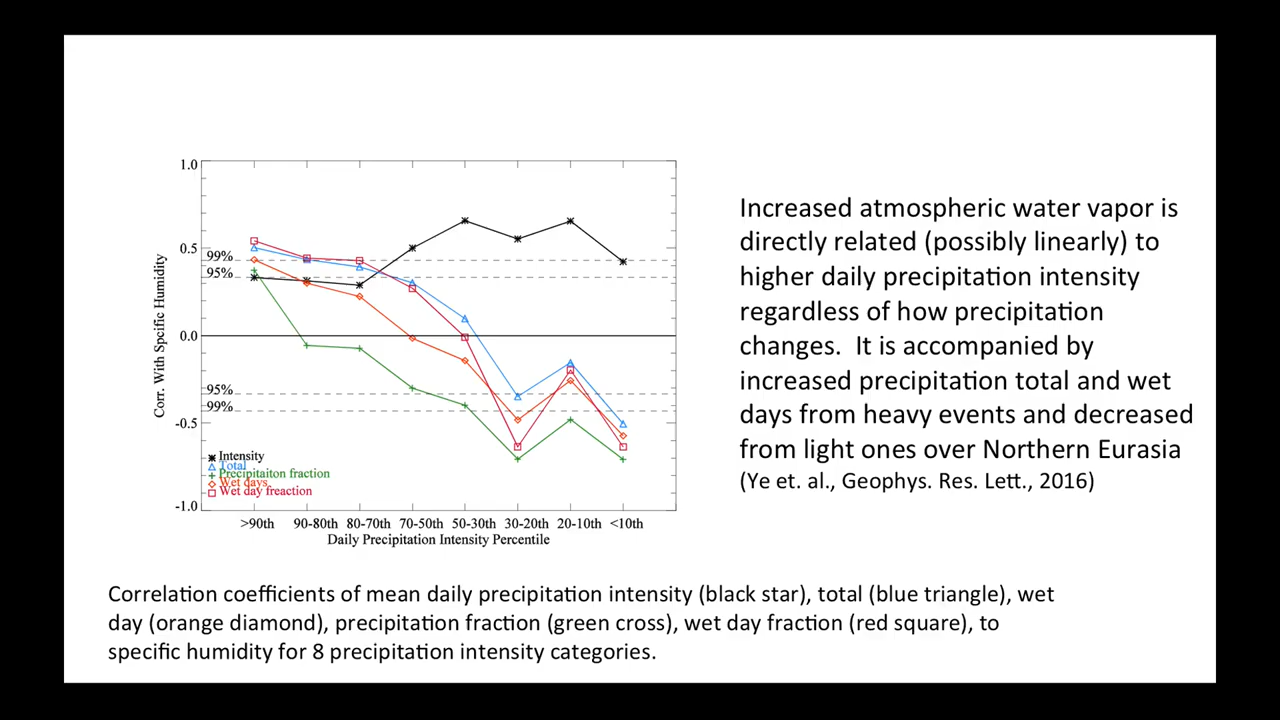 1.0
0.5
99%
95%
0.0
95%
99%
-0.5
-1.0
Corr. With Spcific Humidity
Intensity
Total
Precipitaiton fraction
Wet days
Wet day freaction
>90th 90-80th 80-70th 70-50th 50-30th 30-20th 20-10th <10th
Daily Precipitation Intensity Percentile
Increased atmospheric water vapor is
directly related (possibly linearly) to
higher daily precipitation intensity
regardless of how precipitation
changes. It is accompanied by
increased precipitation total and wet
days from heavy events and decreased
from light ones over Northern Eurasia
(Ye et. al., Geophys. Res. Lett., 2016)
Correlation coefficients of mean daily precipitation intensity (black star), total (blue triangle), wet
day (orange diamond), precipitation fraction (green cross), wet day fraction (red square), to
specific humidity for 8 precipitation intensity categories.